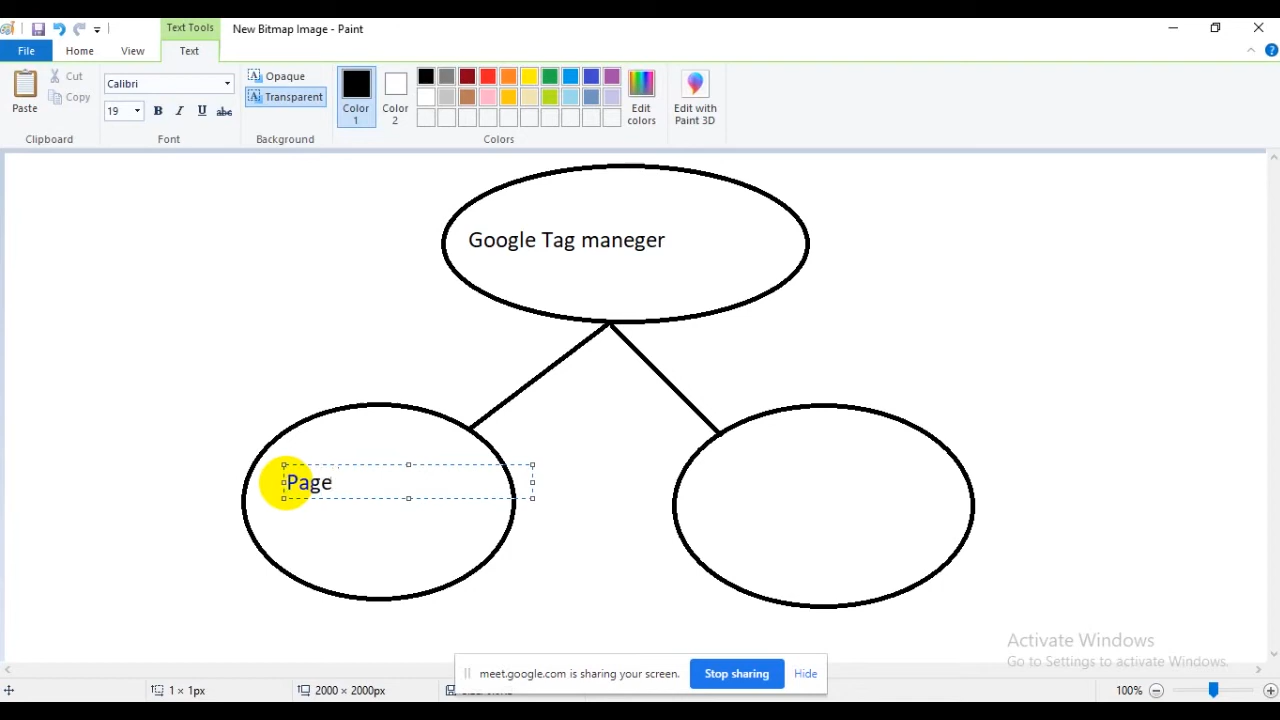 Text Tools
New Bitmap Image - Paint
File
Home
View
Text
Paste
Cut
Copy
Clipboard
Calibri
19
B
I
U
abc
Font
Opaque
Transparent
Background
Color
1
Color
2
Edit
colors
Colors
Edit with
Paint 3D
Google Tag maneger
Page
Activate Windows
Go to Settings to activate Windows.
meet.google.com is sharing your screen.
Stop sharing
Hide
1 × 1px
2000 × 2000px
100%